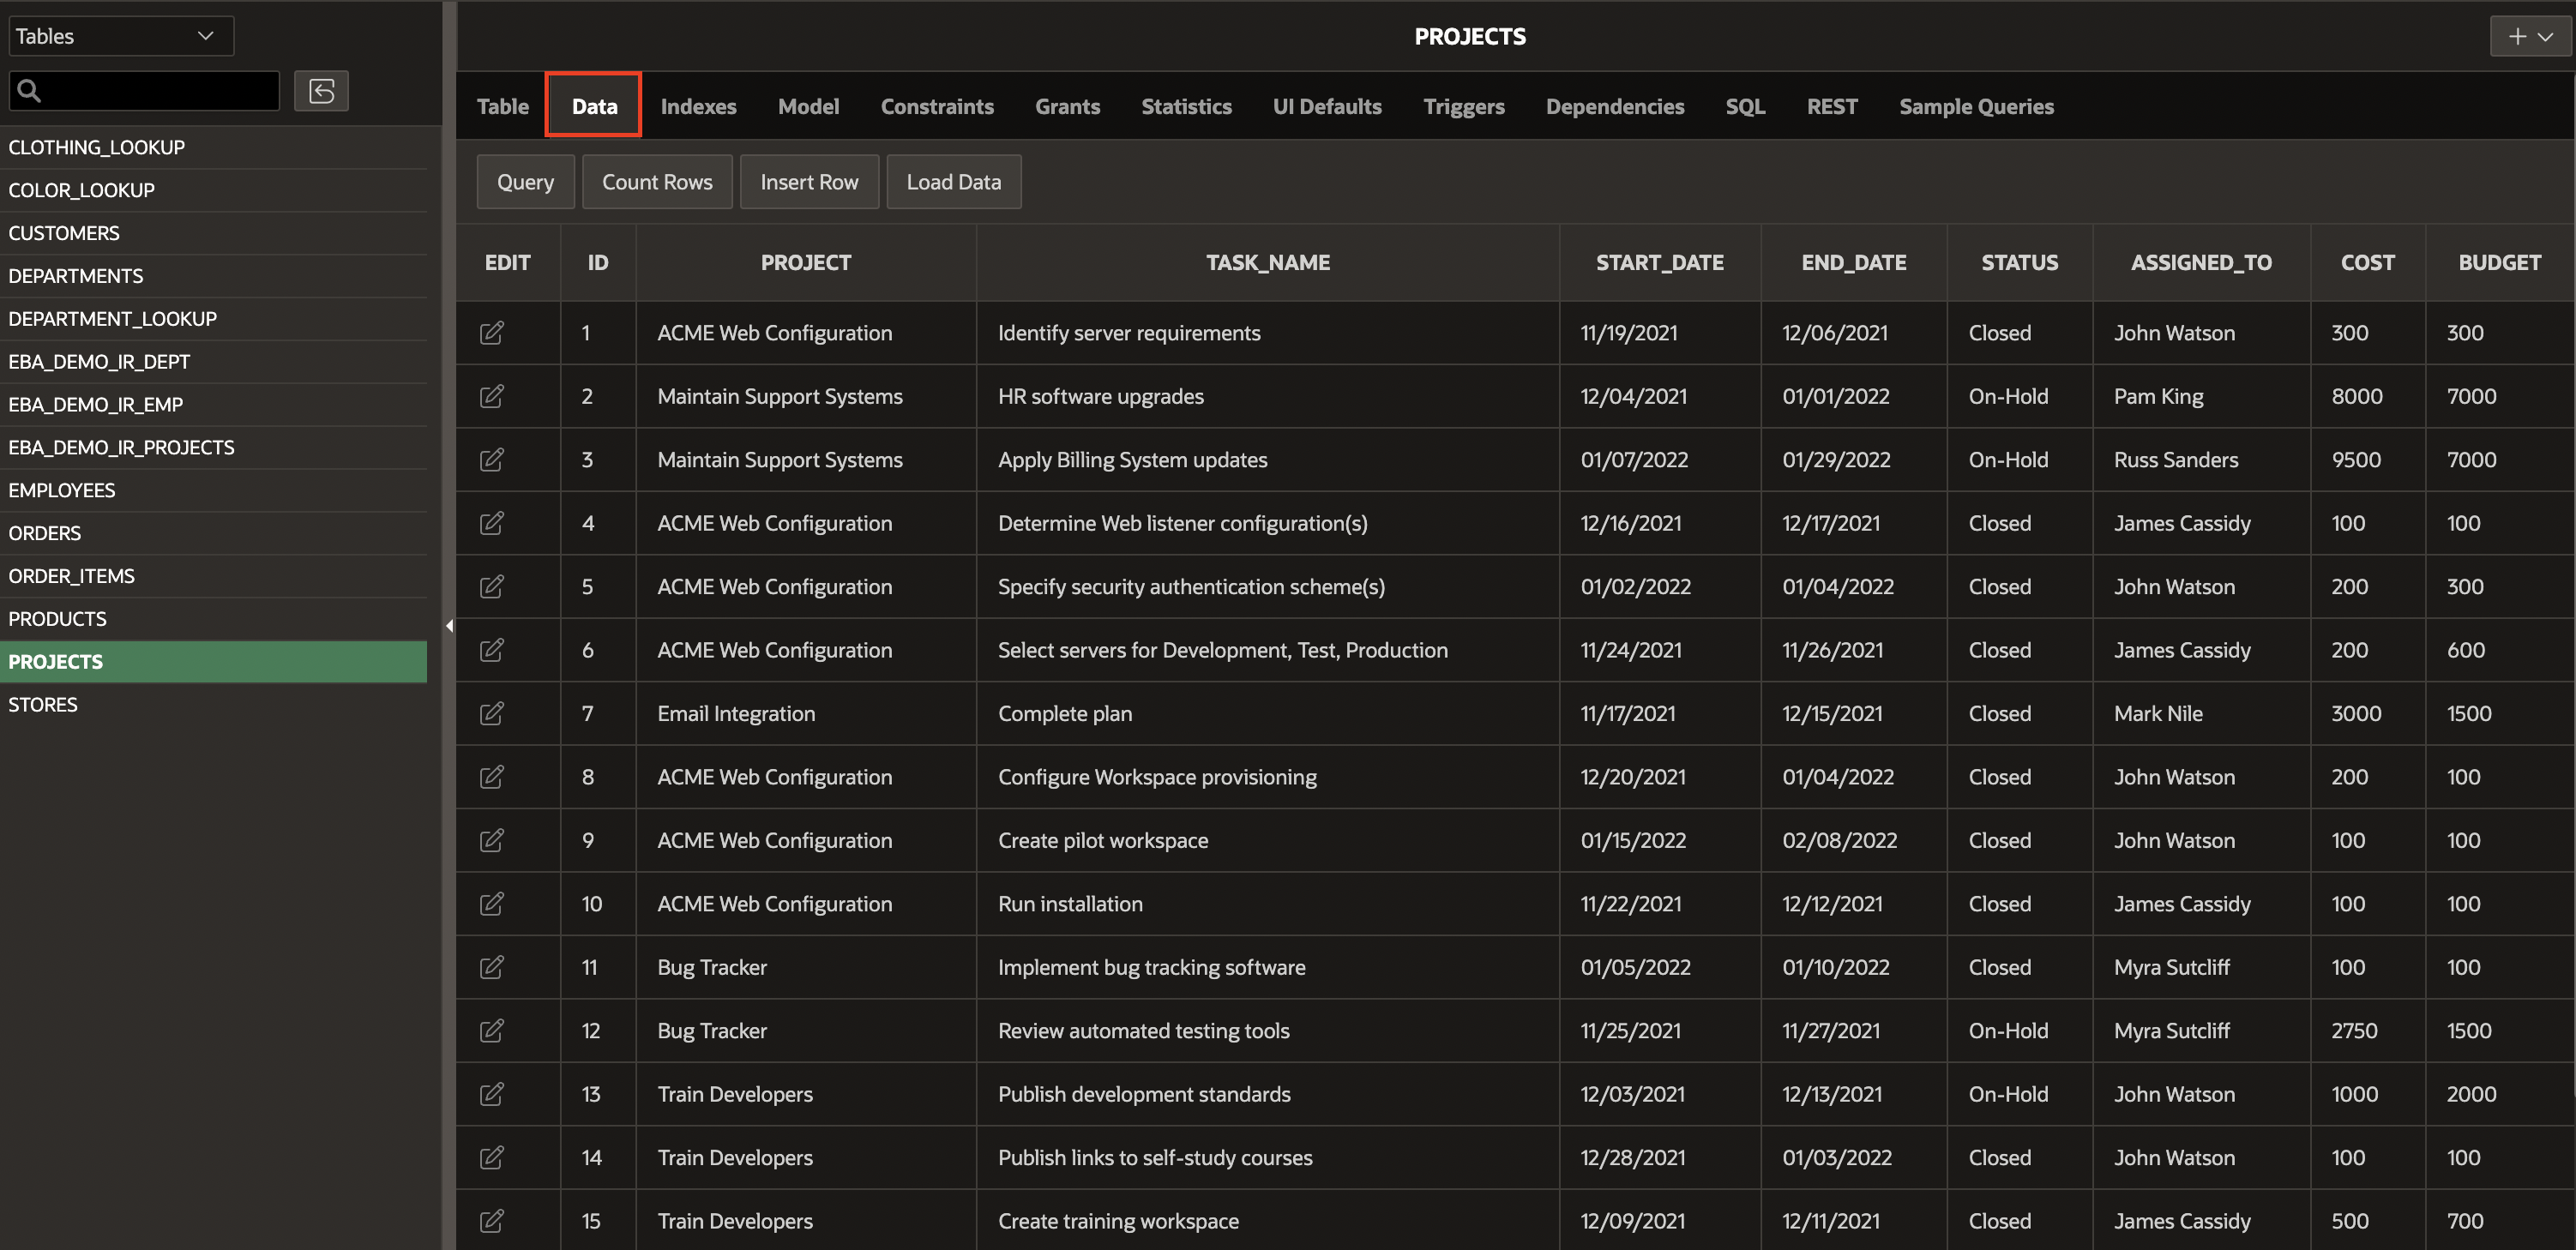 Tables
CLOTHING_LOOKUP
COLOR_LOOKUP
CUSTOMERS
DEPARTMENTS
DEPARTMENT_LOOKUP
EBA_DEMO_IR_DEPT
EBA_DEMO_IR_EMP
EBA_DEMO_IR_PROJECTS
EMPLOYEES
ORDERS
ORDER_ITEMS
PRODUCTS
PROJECTS
STORES
PROJECTS
Table Data Indexes Model Constraints Grants Statistics UI Defaults Triggers Dependencies SQL REST Sample Queries
Query Count Rows Insert Row Load Data
EDIT ID PROJECT TASK_NAME START_DATE END_DATE STATUS ASSIGNED_TO COST BUDGET
1 ACME Web Configuration Identify server requirements 11/19/2021 12/06/2021 Closed John Watson 300 300
2 Maintain Support Systems HR software upgrades 12/04/2021 01/01/2022 On-Hold Pam King 8000 7000
3 Maintain Support Systems Apply Billing System updates 01/07/2022 01/29/2022 On-Hold Russ Sanders 9500 7000
4 ACME Web Configuration Determine Web listener configuration(s) 12/16/2021 12/17/2021 Closed James Cassidy 100 100
5 ACME Web Configuration Specify security authentication scheme(s) 01/02/2022 01/04/2022 Closed John Watson 200 300
6 ACME Web Configuration Select servers for Development, Test, Production 11/24/2021 11/26/2021 Closed James Cassidy 200 600
7 Email Integration Complete plan 11/17/2021 12/15/2021 Closed Mark Nile 3000 1500
8 ACME Web Configuration Configure Workspace provisioning 12/20/2021 01/04/2022 Closed John Watson 200 100
9 ACME Web Configuration Create pilot workspace 01/15/2022 02/08/2022 Closed John Watson 100 100
10 ACME Web Configuration Run installation 11/22/2021 12/12/2021 Closed James Cassidy 100 100
11 Bug Tracker Implement bug tracking software 01/05/2022 01/10/2022 Closed Myra Sutcliff 100 100
12 Bug Tracker Review automated testing tools 11/25/2021 11/27/2021 On-Hold Myra Sutcliff 2750 1500
13 Train Developers Publish development standards 12/03/2021 12/13/2021 On-Hold John Watson 1000 2000
14 Train Developers Publish links to self-study courses 12/28/2021 01/03/2022 Closed John Watson 100 100
15 Train Developers Create training workspace 12/09/2021 12/11/2021 Closed James Cassidy 500 700